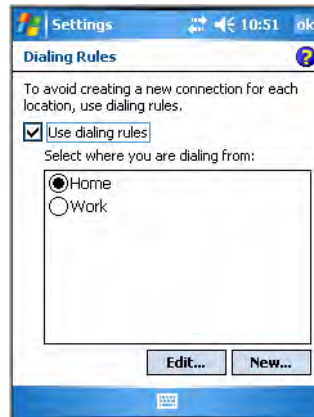 Settings 10:51 ok
Dialing Rules
To avoid creating a new connection for each
location, use dialing rules.
Use dialing rules
Select where you are dialing from:
Home
Work
Edit... New...